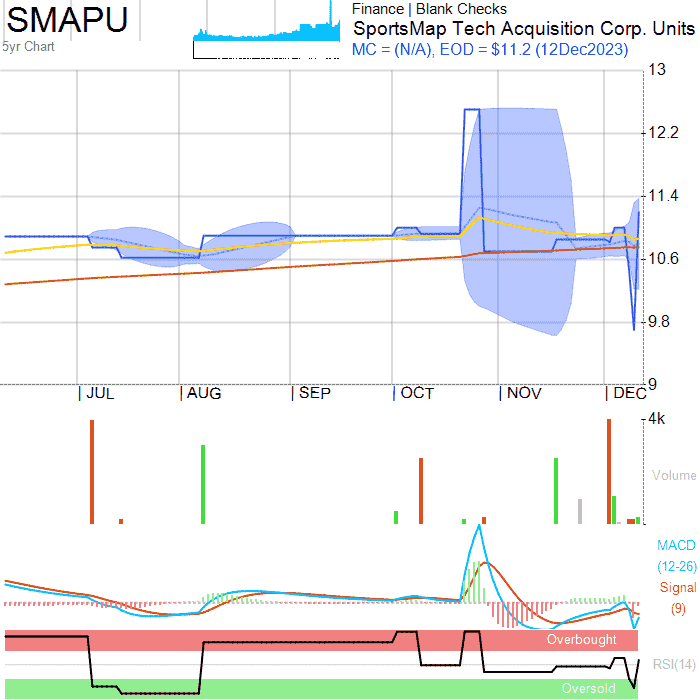 SMAPU
5yr Chart
Finance | Blank Checks
SportsMap Tech Acquisition Corp. Units
MC = (N/A), EOD = $11.2 (12Dec2023)
13
12.2
11.4
10.6
9.8
9
JUL AUG SEP OCT NOV DEC
4k
Volume
MACD
(12-26)
Signal
(9)
Overbought
RSI(14)
Oversold